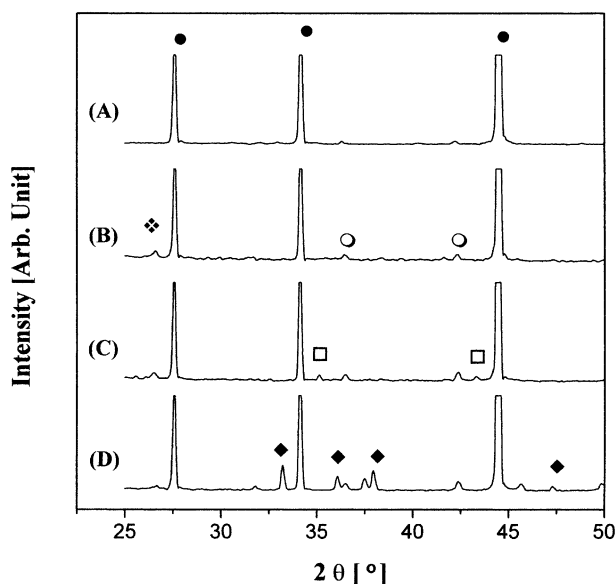 (A)
(B)
(C)
(D)
Intensity [Arb. Unit]
25 30 35 40 45 50
2 θ [ º ]